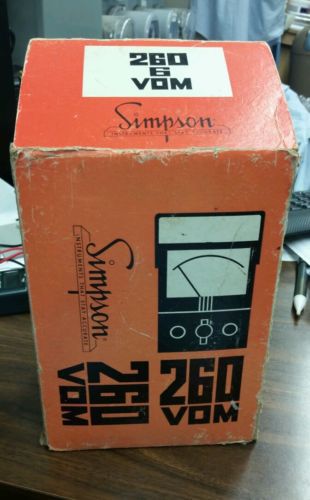 260
6
VOM
Simpson
INSTRUMENTS THAT STAY ACCURATE
Simpson
INSTRUMENTS THAT STAY ACCURATE
260
VOM
260
VOM